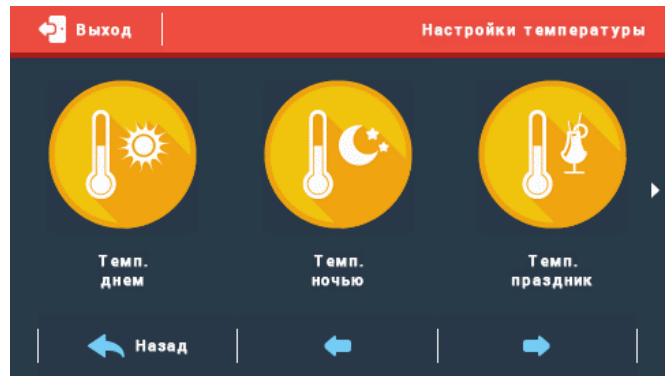 Выход
Настройки температуры
Темп.
днем
Темп.
ночью
Темп.
праздник
Назад